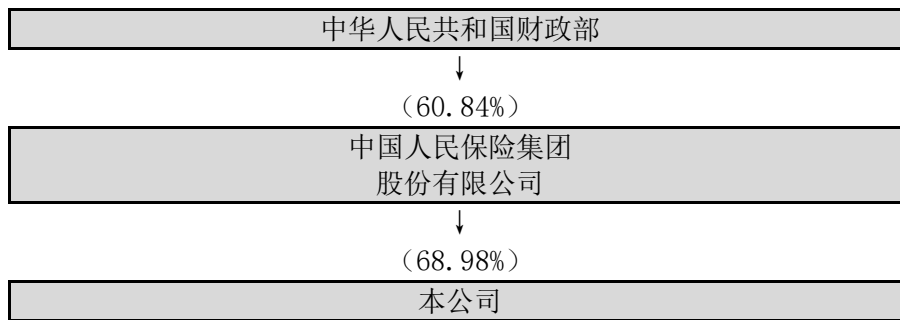 中华人民共和国财政部
↓
（60.84%）
中国人民保险集团
股份有限公司
↓
（68.98%）
本公司